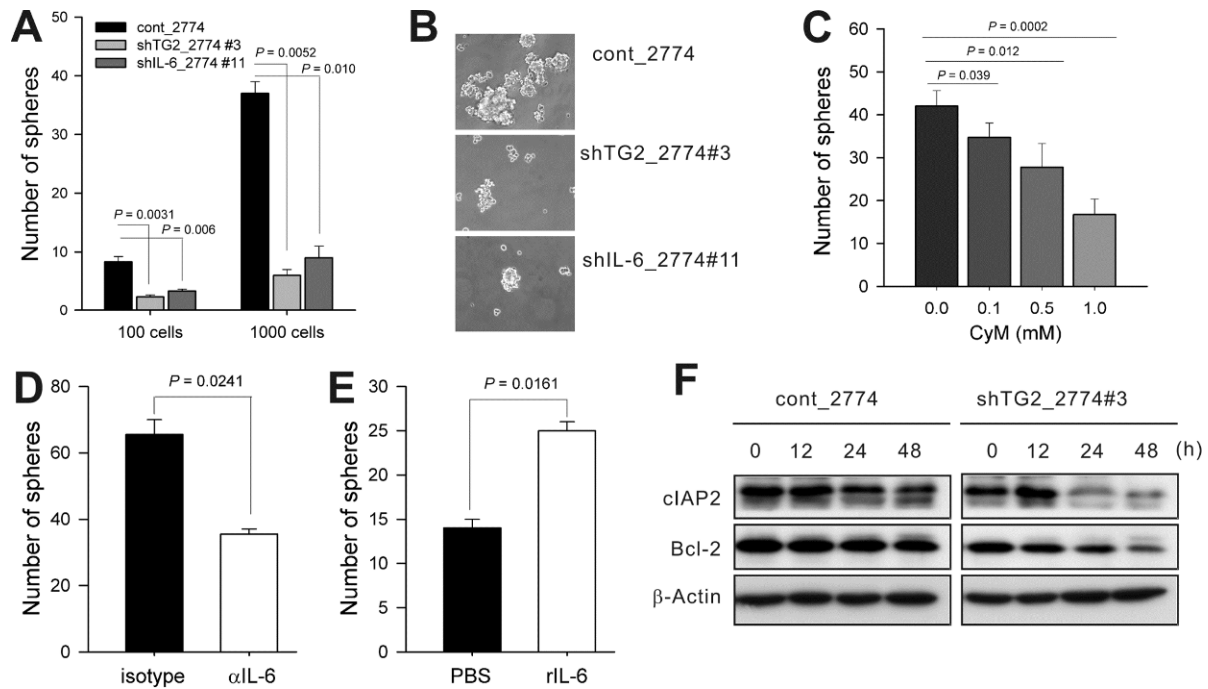 A
Number of spheres
50
40
30
20
10
0
cont_2774
shTG2_2774 #3
shIL-6_2774 #11
P = 0.0052
P = 0.010
P = 0.0031
P = 0.006
100 cells
1000 cells
B
cont_2774
shTG2_2774#3
shIL-6_2774#11
C
Number of spheres
60
50
40
30
20
10
0
P = 0.0002
P = 0.012
P = 0.039
0.0 0.1 0.5 1.0
CyM (mM)
D
Number of spheres
80
60
40
20
0
P = 0.0241
isotype αIL-6
E
Number of spheres
30
25
20
15
10
5
0
P = 0.0161
PBS rIL-6
F
cont_2774 shTG2_2774#3
0 12 24 48 0 12 24 48 (h)
cIAP2
Bcl-2
β-Actin